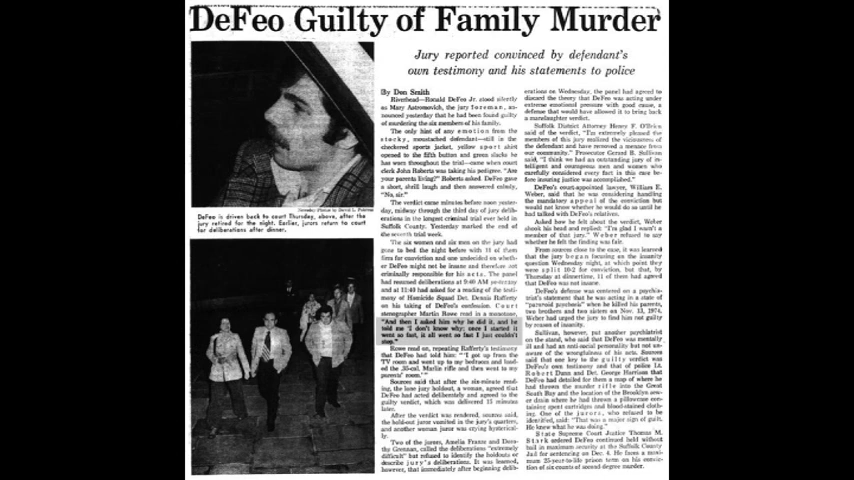 DeFeo Guilty of Family Murder
Jury reported convinced by defendant's
own testimony and his statements to police
Newsday Photos by David L. Pokress
DeFeo is driven back to court Thursday, above, after the
jury retired for the night. Earlier, jurors return to court
for deliberations after dinner.
By Don Smith
Riverhead—Ronald DeFeo Jr. stood silently
as Mary Astromovich, the jury foreman, an-
nounced yesterday that he had been found guilty
of murdering the six members of his family.
The only hint of any emotion from the
stocky, moustached defendant—still in the
checkered sports jacket, yellow sport shirt
opened to the fifth button and green slacks he
has worn throughout the trial—came when court
clerk John Roberts was taking his pedigree. "Are
your parents living?" Roberts asked. DeFeo gave
a short, shrill laugh and then answered calmly,
"No, sir."
The verdict came minutes before noon yester-
day, midway through the third day of jury delib-
erations in the longest criminal trial ever held in
Suffolk County. Yesterday marked the end of
the seventh trial week.
The six women and six men on the jury had
gone to bed the night before with 11 of them
firm for conviction and one undecided on wheth-
er DeFeo might not be insane and therefore not
criminally responsible for his acts. The panel
had resumed deliberations at 9:40 AM yesterday
and at 11:40 had asked for a reading of the testi-
mony of Homicide Squad Det. Dennis Rafferty
on his taking of DeFeo's confession. Court
stenographer Martin Rowe read in a monotone,
"And then I asked him why he did it, and he
told me 'I don't know why; once I started it
went so fast, it all went so fast I just couldn't
stop.'"
Rowe read on, repeating Rafferty's testimony
that DeFeo had told him: "'I got up from the
TV room and went up to my bedroom and load-
ed the .35-cal. Marlin rifle and then went to my
parents' room.'"
Sources said that after the six-minute read-
ing, the lone jury holdout, a woman, agreed that
DeFeo had acted deliberately and agreed to the
guilty verdict, which was delivered 15 minutes
later.
After the verdict was rendered, sources said,
the hold-out juror vomited in the jury's quarters,
and another woman juror was crying hysterical-
ly.
Two of the jurors, Amelia Franze and Doro-
thy Grennan, called the deliberations "extremely
difficult" but refused to identify the holdouts or
describe jury's deliberations. It was learned,
however, that immediately after beginning delib-
erations on Wednesday, the panel had agreed to
discard the theory that DeFeo was acting under
extreme emotional pressure with good cause, a
defense that would have allowed it to bring back
a manslaughter verdict.
Suffolk District Attorney Henry F. O'Brien
said of the verdict, "I'm extremely pleased the
members of this jury realized the viciousness of
the defendant and have removed a menace from
our community." Prosecutor Gerard B. Sullivan
said, "I think we had an outstanding jury of in-
telligent and courageous men and women who
carefully considered every fact in this case be-
fore insuring justice was accomplished."
DeFeo's court-appointed lawyer, William E.
Weber, said that he was considering handling
the mandatory appeal of the conviction but
would not know whether he would do so until he
had talked with DeFeo's relatives.
Asked how he felt about the verdict, Weber
shook his head and replied: "I'm glad I wasn't a
member of that jury." Weber refused to say
whether he felt the finding was fair.
From sources close to the case, it was learned
that the jury began focusing on the insanity
question Wednesday night, at which point they
were split 10-2 for conviction, but that, by
Thursday at dinnertime, 11 of them had agreed
that DeFeo was not insane.
DeFeo's defense was centered on a psychia-
trist's statement that he was acting in a state of
"paranoid psychosis" when he killed his parents,
two brothers and two sisters on Nov. 13, 1974.
Weber had urged the jury to find him not guilty
by reason of insanity.
Sullivan, however, put another psychiatrist
on the stand, who said that DeFeo was mentally
ill and had an anti-social personality but not un-
aware of the wrongfulness of his acts. Sources
said that one key to the guilty verdict was
DeFeo's own testimony and that of police Lt.
Robert Dunn and Det. George Harrison that
DeFeo had detailed for them a map of where he
had thrown the murder rifle into the Great
South Bay and the location of the Brooklyn sew-
er drain where he had thrown a pillowcase con-
taining spent cartridges and blood-stained cloth-
ing. One of the jurors, who refused to be
identified, said: "That was a major sign of guilt.
He knew what he was doing."
State Supreme Court Justice Thomas M.
Stark ordered DeFeo continued held without
bail in maximum security at the Suffolk County
Jail for sentencing on Dec. 4. He faces a maxi-
mum 25-year-to-life prison term on his convic-
tion of six counts of second degree murder.